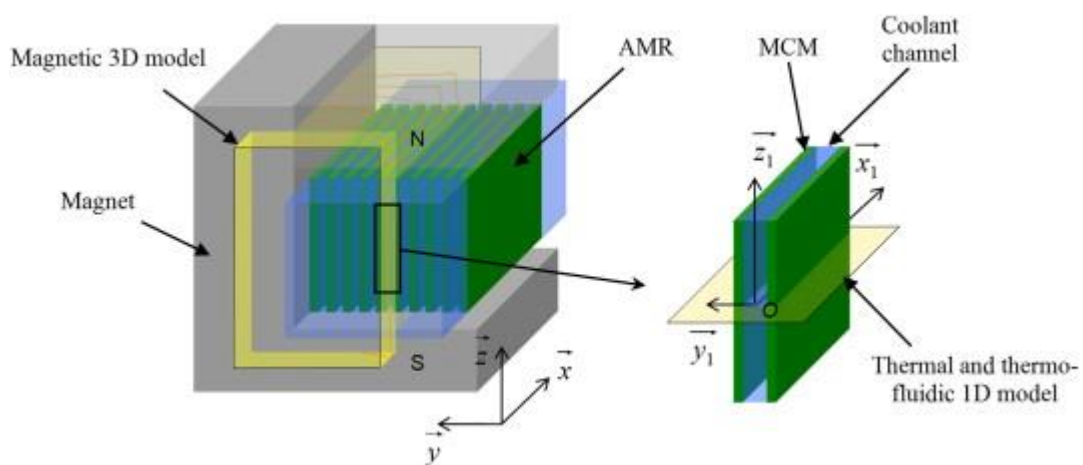 Magnetic 3D model
AMR
MCM
Coolant
channel
N
z₁
x₁
Magnet
O
y₁
S
z
x
y
Thermal and thermo-
fluidic 1D model